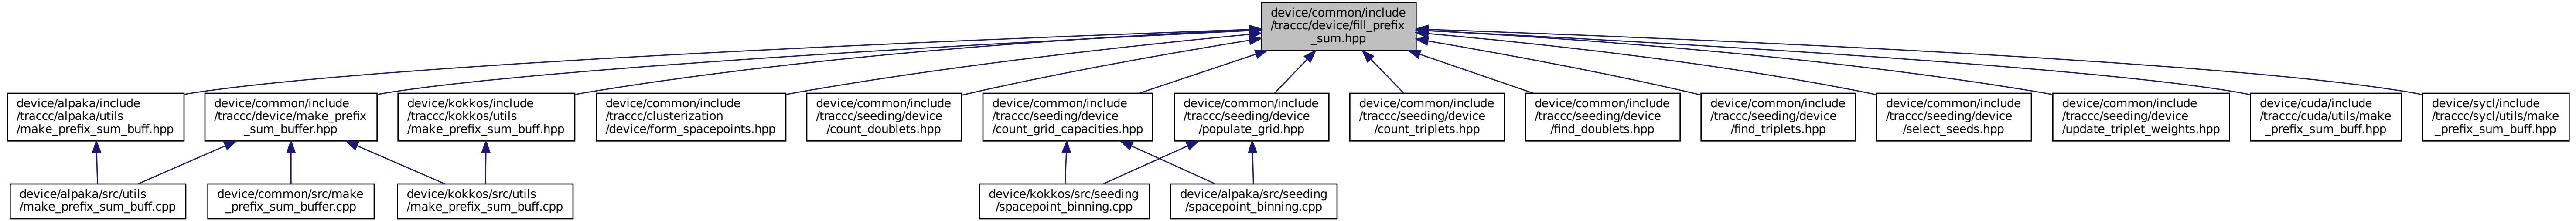 device/common/include
/traccc/device/fill_prefix
_sum.hpp
device/alpaka/include
/traccc/alpaka/utils
/make_prefix_sum_buff.hpp
device/common/include
/traccc/device/make_prefix
_sum_buffer.hpp
device/kokkos/include
/traccc/kokkos/utils
/make_prefix_sum_buff.hpp
device/common/include
/traccc/clusterization
/device/form_spacepoints.hpp
device/common/include
/traccc/seeding/device
/count_doublets.hpp
device/common/include
/traccc/seeding/device
/count_grid_capacities.hpp
device/common/include
/traccc/seeding/device
/populate_grid.hpp
device/common/include
/traccc/seeding/device
/count_triplets.hpp
device/common/include
/traccc/seeding/device
/find_doublets.hpp
device/common/include
/traccc/seeding/device
/find_triplets.hpp
device/common/include
/traccc/seeding/device
/select_seeds.hpp
device/common/include
/traccc/seeding/device
/update_triplet_weights.hpp
device/cuda/include
/traccc/cuda/utils/make
_prefix_sum_buff.hpp
device/sycl/include
/traccc/sycl/utils/make
_prefix_sum_buff.hpp
device/alpaka/src/utils
/make_prefix_sum_buff.cpp
device/common/src/make
_prefix_sum_buffer.cpp
device/kokkos/src/utils
/make_prefix_sum_buff.cpp
device/kokkos/src/seeding
/spacepoint_binning.cpp
device/alpaka/src/seeding
/spacepoint_binning.cpp